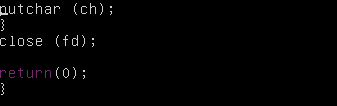 putchar (ch);
}
close (fd);
return(0);
}